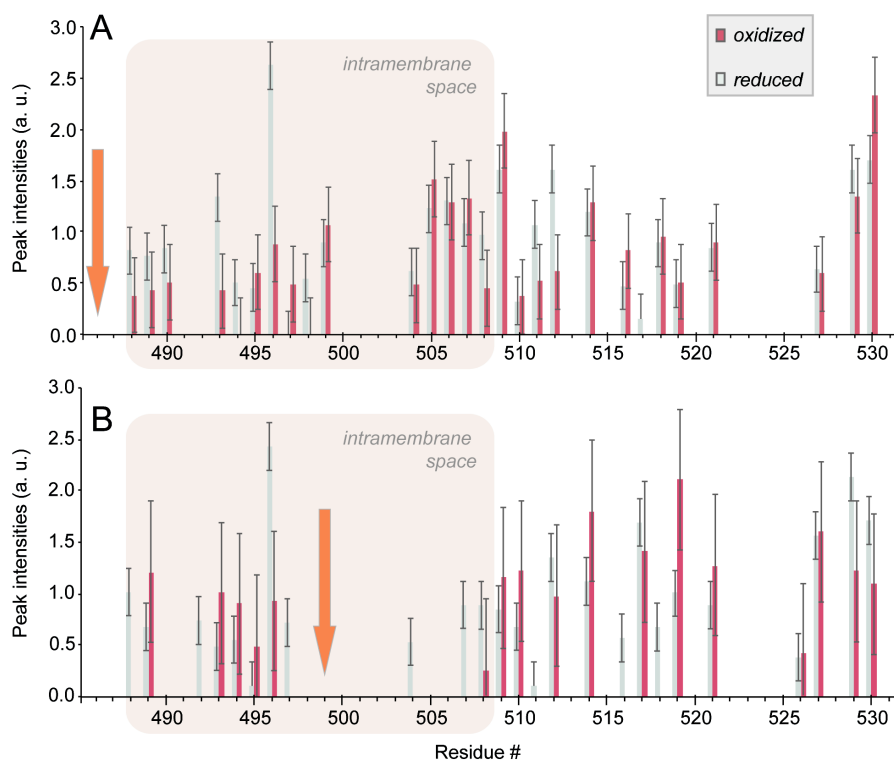 A
oxidized
reduced
intramembrane
space
Peak intensities (a. u.)
3.0
2.5
2.0
1.5
1.0
0.5
0.0
490 495 500 505 510 515 520 525 530
B
intramembrane
space
Peak intensities (a. u.)
3.0
2.5
2.0
1.5
1.0
0.5
0.0
490 495 500 505 510 515 520 525 530
Residue #